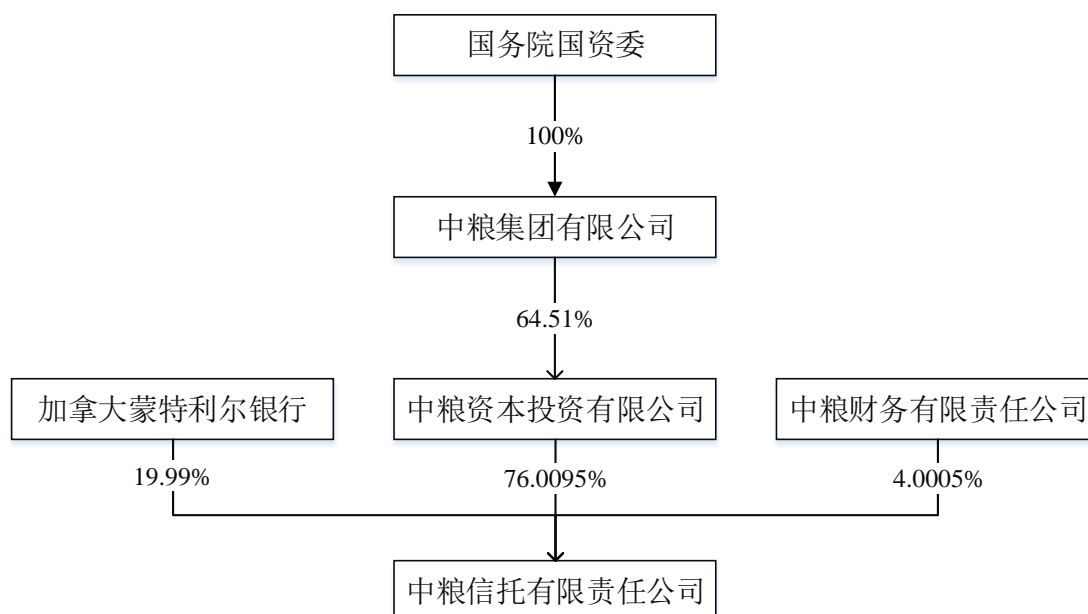 国务院国资委
100%
中粮集团有限公司
64.51%
加拿大蒙特利尔银行
中粮资本投资有限公司
中粮财务有限责任公司
19.99%
76.0095%
4.0005%
中粮信托有限责任公司